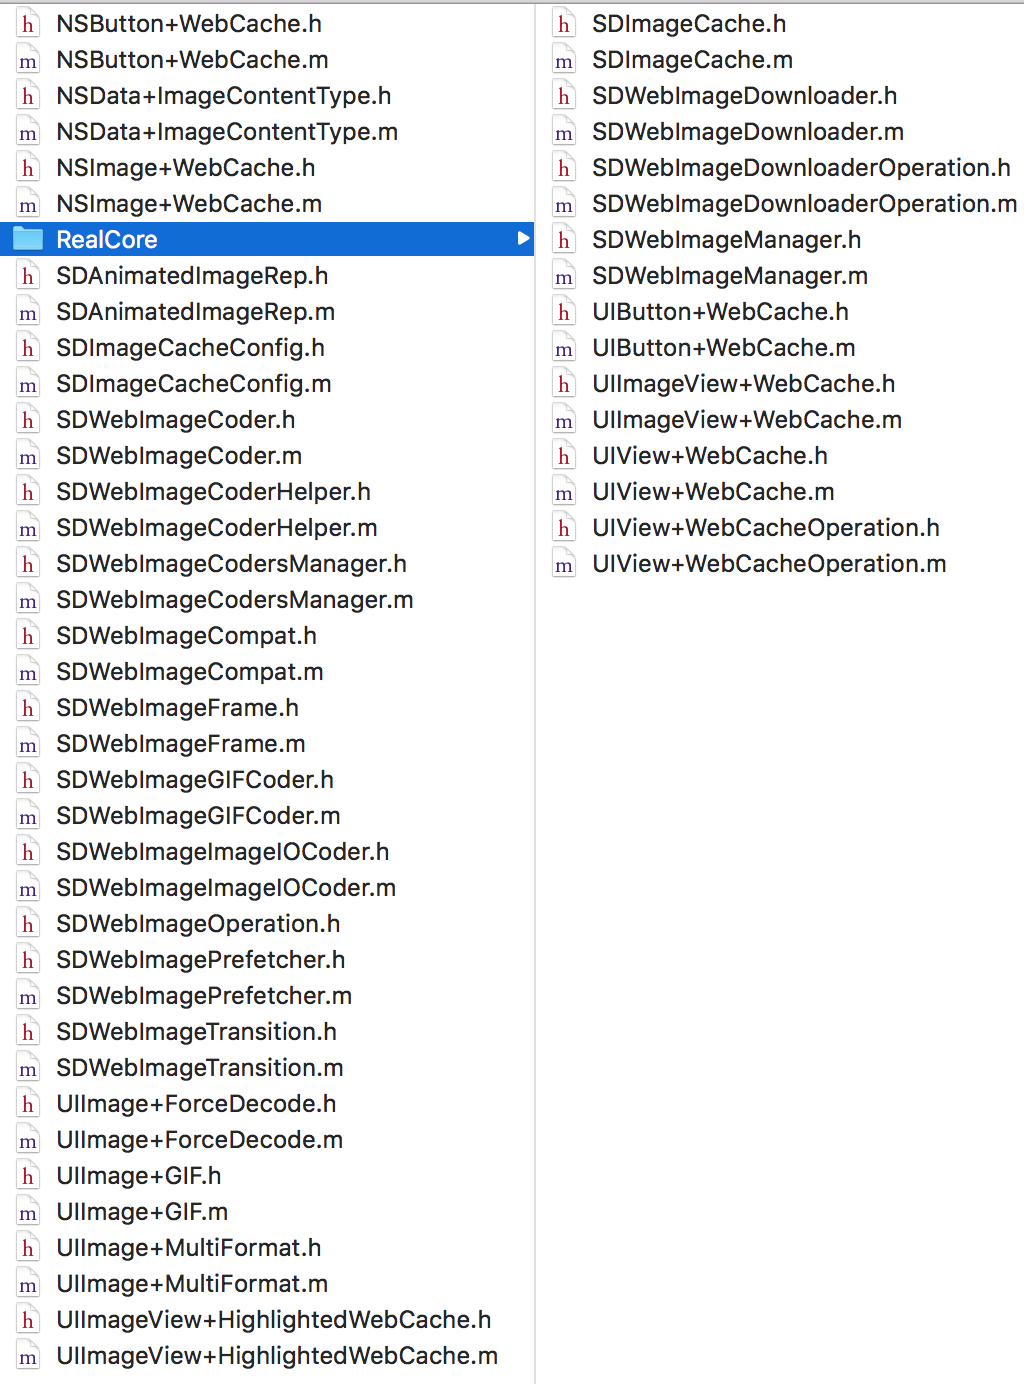 h NSButton+WebCache.h
m NSButton+WebCache.m
h NSData+ImageContentType.h
m NSData+ImageContentType.m
h NSImage+WebCache.h
m NSImage+WebCache.m
RealCore
h SDAnimatedImageRep.h
m SDAnimatedImageRep.m
h SDImageCacheConfig.h
m SDImageCacheConfig.m
h SDWebImageCoder.h
m SDWebImageCoder.m
h SDWebImageCoderHelper.h
m SDWebImageCoderHelper.m
h SDWebImageCodersManager.h
m SDWebImageCodersManager.m
h SDWebImageCompat.h
m SDWebImageCompat.m
h SDWebImageFrame.h
m SDWebImageFrame.m
h SDWebImageGIFCoder.h
m SDWebImageGIFCoder.m
h SDWebImageImageIOCoder.h
m SDWebImageImageIOCoder.m
h SDWebImageOperation.h
h SDWebImagePrefetcher.h
m SDWebImagePrefetcher.m
h SDWebImageTransition.h
m SDWebImageTransition.m
h UIImage+ForceDecode.h
m UIImage+ForceDecode.m
h UIImage+GIF.h
m UIImage+GIF.m
h UIImage+MultiFormat.h
m UIImage+MultiFormat.m
h UIImageView+HighlightedWebCache.h
m UIImageView+HighlightedWebCache.m
h SDImageCache.h
m SDImageCache.m
h SDWebImageDownloader.h
m SDWebImageDownloader.m
h SDWebImageDownloaderOperation.h
m SDWebImageDownloaderOperation.m
h SDWebImageManager.h
m SDWebImageManager.m
h UIButton+WebCache.h
m UIButton+WebCache.m
h UIImageView+WebCache.h
m UIImageView+WebCache.m
h UIView+WebCache.h
m UIView+WebCache.m
h UIView+WebCacheOperation.h
m UIView+WebCacheOperation.m